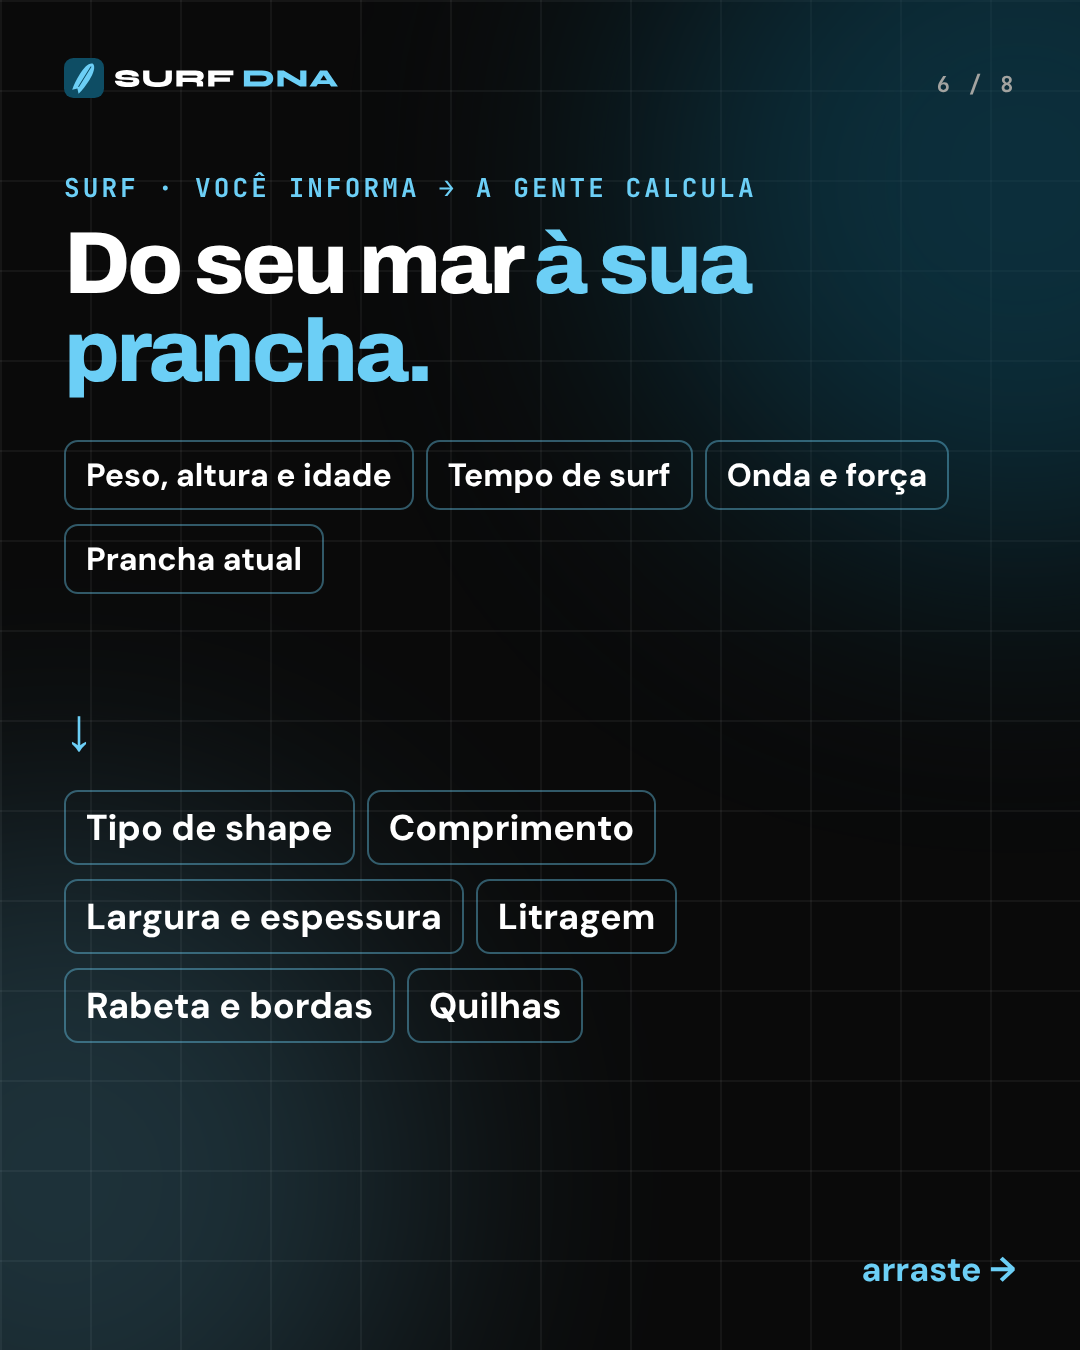 SURF DNA
6 / 8
SURF · VOCÊ INFORMA → A GENTE CALCULA
Do seu mar à sua
prancha.
Peso, altura e idade Tempo de surf Onda e força
Prancha atual
↓
Tipo de shape Comprimento
Largura e espessura Litragem
Rabeta e bordas Quilhas
arraste →